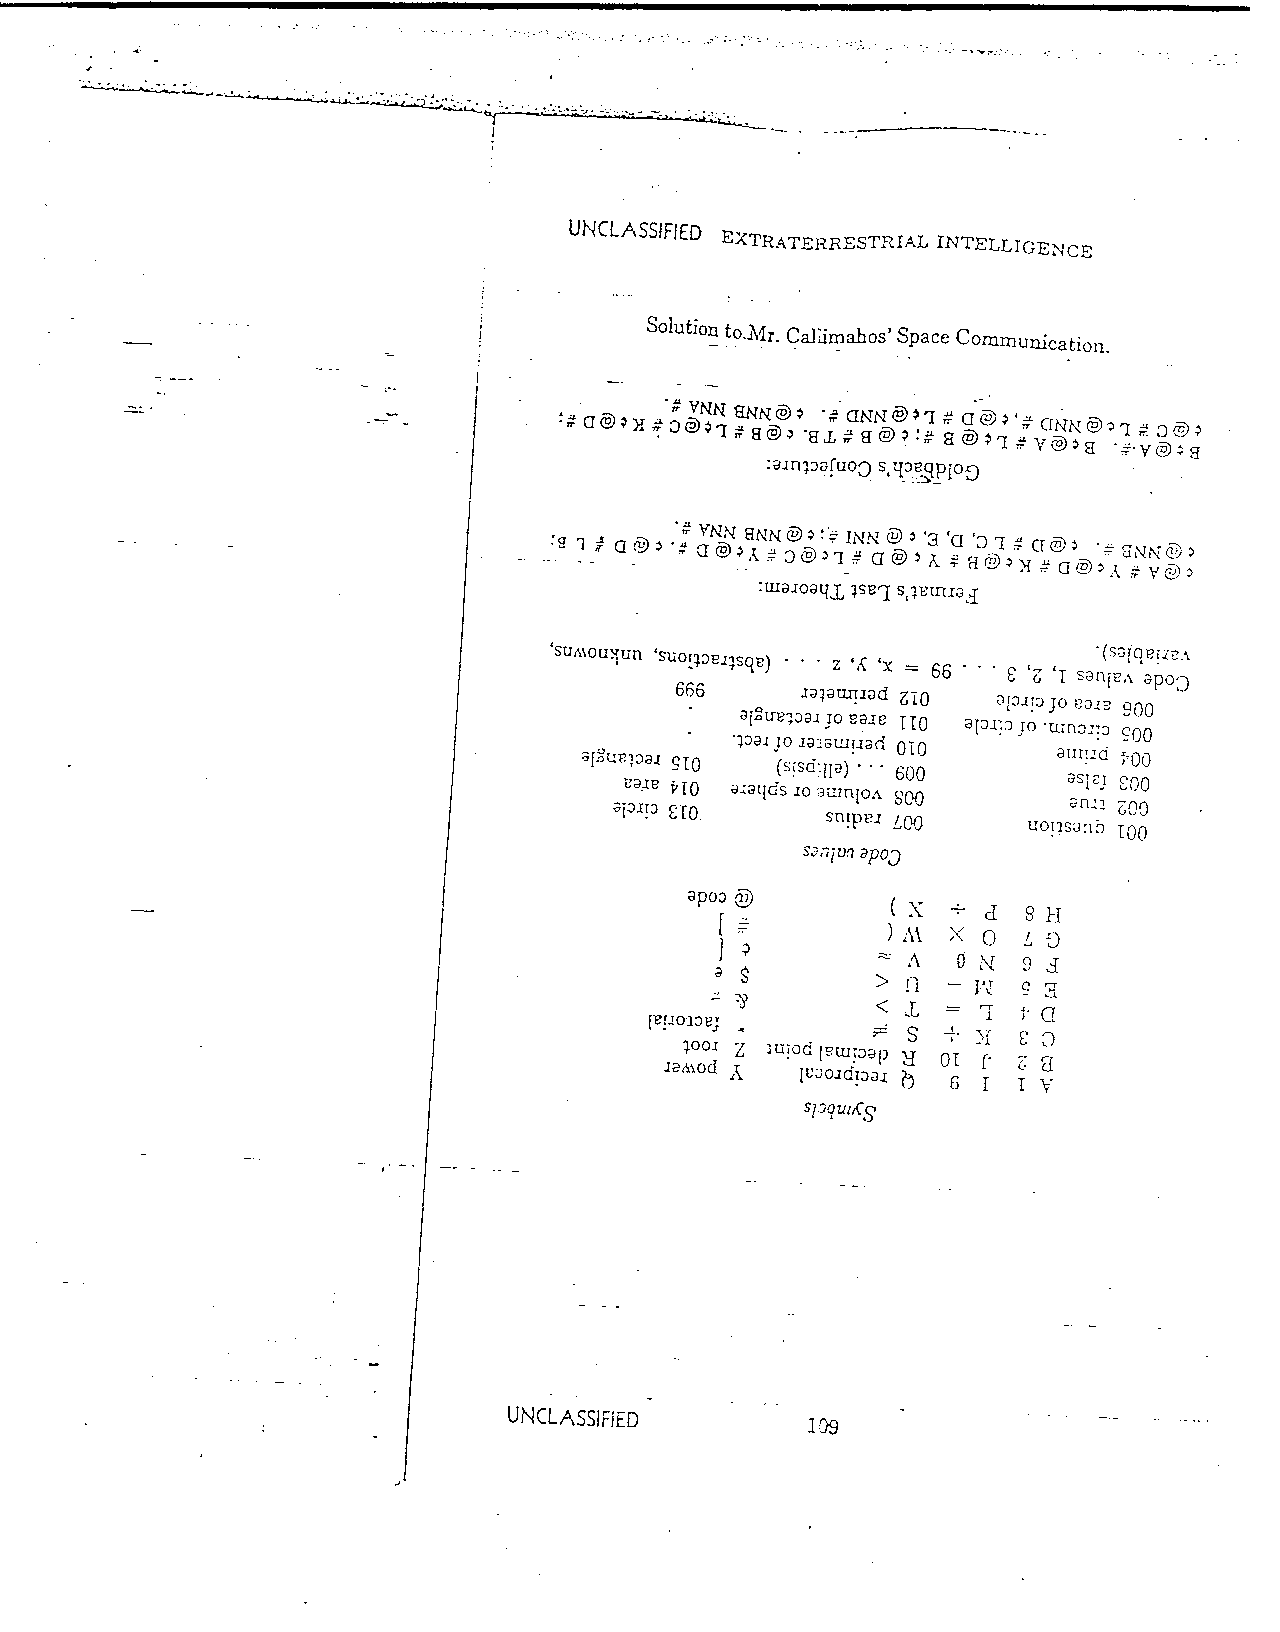 UNCLASSIFIED EXTRATERRESTRIAL INTELLIGENCE
Solution to Mr. Callimahos' Space Communication.
Symbols
A 1 I 9 Q reciprocal Y power
B 2 J 10 R decimal point Z root
C 3 K + S ≠ factorial
D 4 L = T > &
E 5 M − U < $ e
F 6 N 0 V ≈ ¢ [
G 7 O × W ( # ]
H 8 P ÷ X ) @ code
Code values
001 question 007 radius 013 circle
002 true 008 volume of sphere 014 area
003 false 009 · · · (ellipsis) 015 rectangle
004 prime 010 perimeter of rect.
005 circum. of circle 011 area of rectangle
006 area of circle 012 perimeter 999
Code values 1, 2, 3 · · · 99 = x, y, z · · · (abstractions, unknowns,
variables).
Fermat's Last Theorem:
¢@A # Y¢@D # K¢@B # Y ¢@D # L¢@C # Y¢@D #. ¢@D # L B;
¢@NNB #. ¢@D # L C, D, E, ¢@NNI #; ¢@NNB NNA #.
Goldbach's Conjecture:
B¢@A #. B¢@A # L¢@B #; ¢@B # T B. ¢@B # L¢@C # K¢@D #;
¢@C # L¢@NND #, ¢@D # L¢@NND #. ¢@NNB NNA #.
UNCLASSIFIED 109